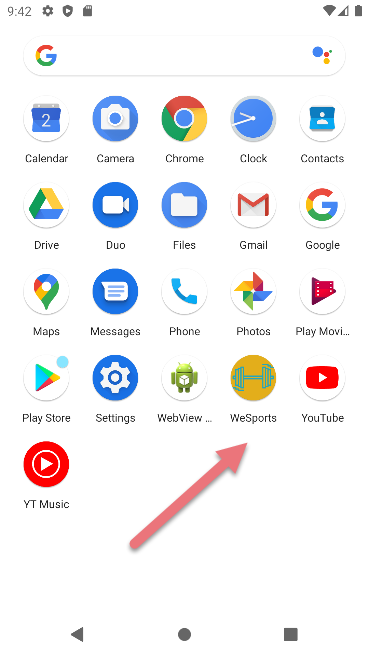 9:42
Calendar Camera Chrome Clock Contacts
Drive Duo Files Gmail Google
Maps Messages Phone Photos Play Movi...
Play Store Settings WebView ... WeSports YouTube
YT Music